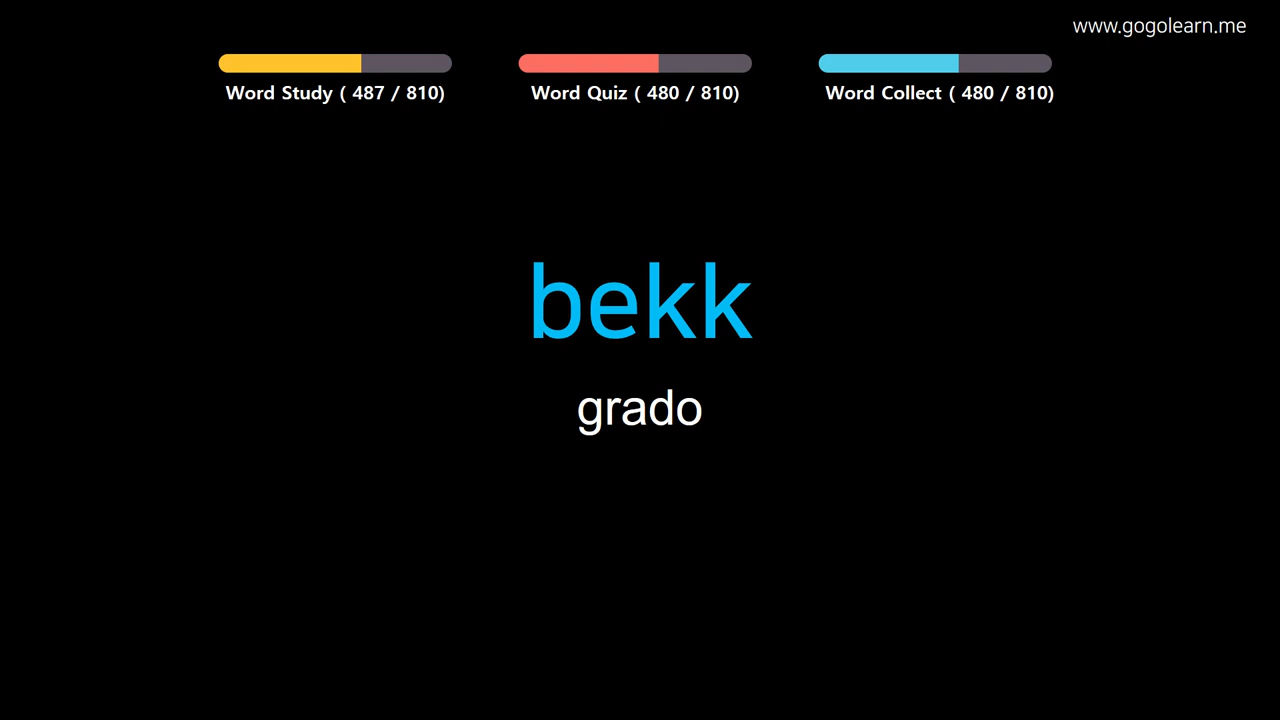 www.gogolearn.me
Word Study ( 487 / 810)
Word Quiz ( 480 / 810)
Word Collect ( 480 / 810)
bekk
grado